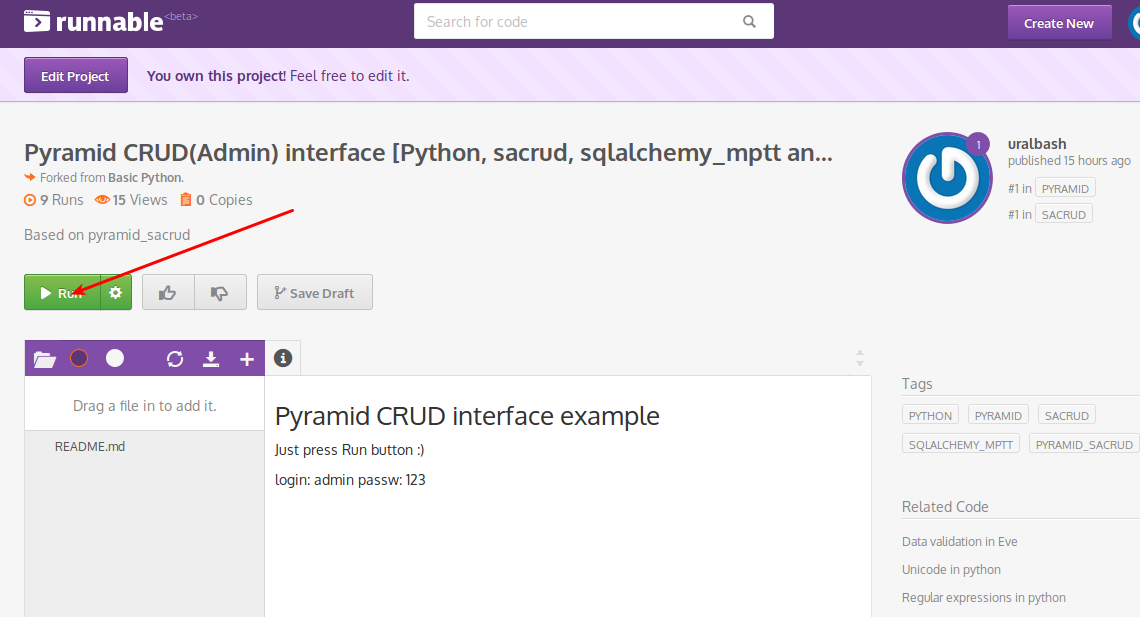 runnable <beta>
Search for code
Create New
Edit Project
You own this project! Feel free to edit it.
Pyramid CRUD(Admin) interface [Python, sacrud, sqlalchemy_mptt an...
Forked from Basic Python.
9 Runs 15 Views 0 Copies
Based on pyramid_sacrud
Run
Save Draft
1
uralbash
published 15 hours ago
#1 in PYRAMID
#1 in SACRUD
Drag a file in to add it.
README.md
Pyramid CRUD interface example
Just press Run button :)
login: admin passw: 123
Tags
PYTHON PYRAMID SACRUD
SQLALCHEMY_MPTT PYRAMID_SACRUD
Related Code
Data validation in Eve
Unicode in python
Regular expressions in python